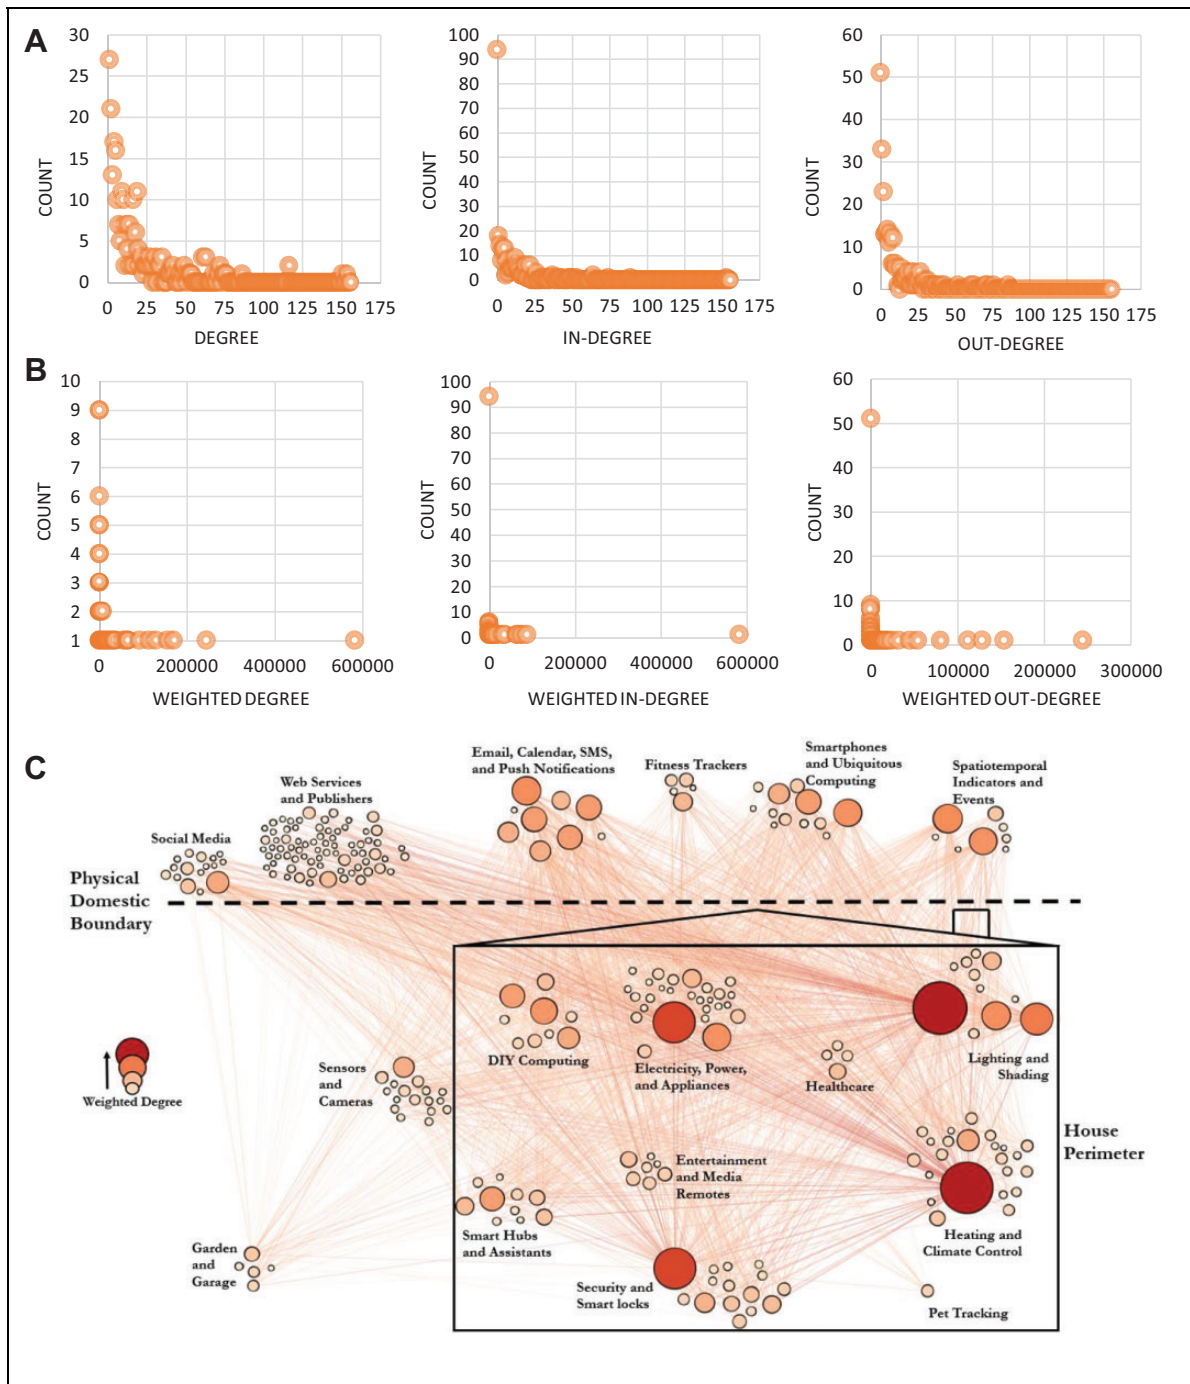 A
30
25
20
15
10
5
0
COUNT
0 25 50 75 100 125 150 175
DEGREE
100
90
80
70
60
50
40
30
20
10
0
COUNT
0 25 50 75 100 125 150 175
IN-DEGREE
60
50
40
30
20
10
0
COUNT
0 25 50 75 100 125 150 175
OUT-DEGREE
B
10
9
8
7
6
5
4
3
2
1
COUNT
0 200000 400000 600000
WEIGHTED DEGREE
100
90
80
70
60
50
40
30
20
10
0
COUNT
0 200000 400000 600000
WEIGHTED IN-DEGREE
60
50
40
30
20
10
0
COUNT
0 100000 200000 300000
WEIGHTED OUT-DEGREE
C
Social Media
Web Services
and Publishers
Email, Calendar, SMS,
and Push Notifications
Fitness Trackers
Smartphones
and Ubiquitous
Computing
Spatiotemporal
Indicators and
Events
Physical
Domestic
Boundary
Weighted Degree
Sensors
and
Cameras
DIY Computing
Electricity, Power,
and Appliances
Healthcare
Lighting and
Shading
House
Perimeter
Entertainment
and Media
Remotes
Smart Hubs
and Assistants
Heating and
Climate Control
Garden
and
Garage
Security and
Smart locks
Pet Tracking